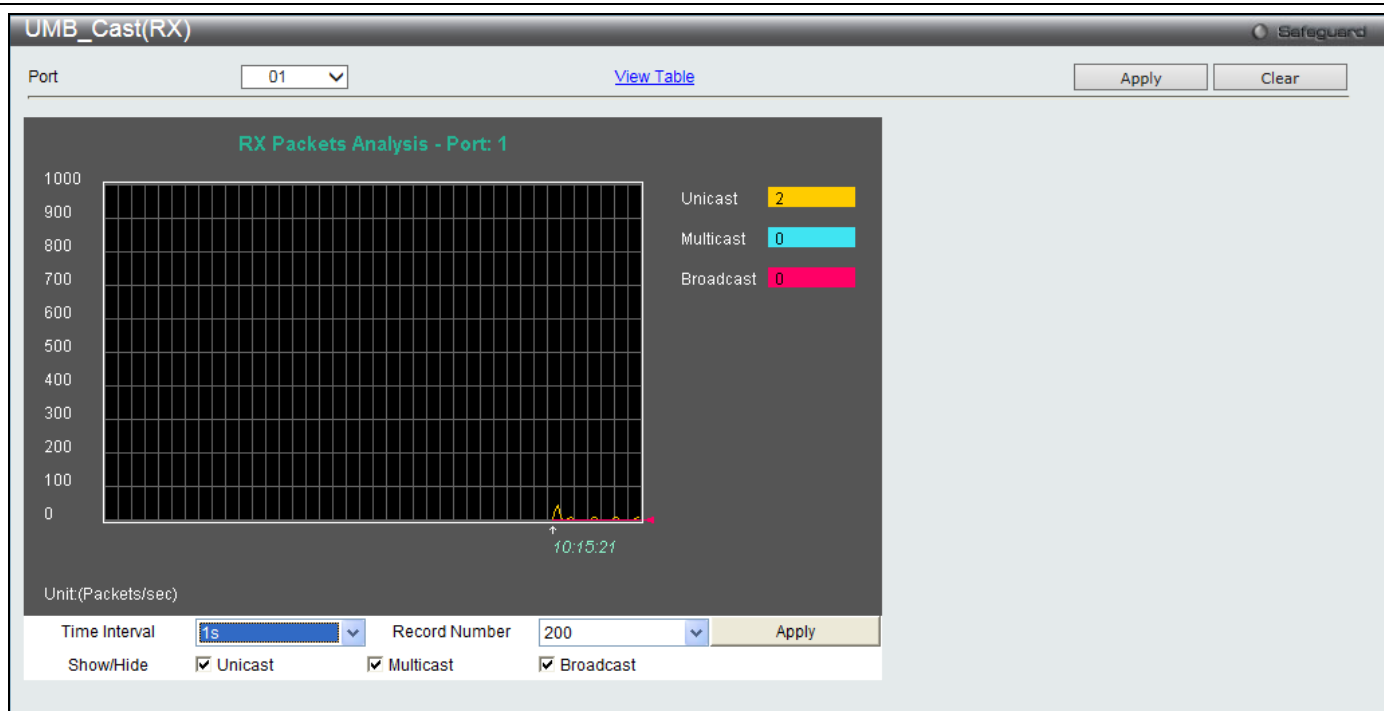 UMB_Cast(RX)
Safeguard
Port 01 View Table Apply Clear
RX Packets Analysis - Port: 1
1000
900
800
700
600
500
400
300
200
100
0
Unicast 2
Multicast 0
Broadcast 0
10:15:21
Unit:(Packets/sec)
Time Interval 1s Record Number 200 Apply
Show/Hide Unicast Multicast Broadcast